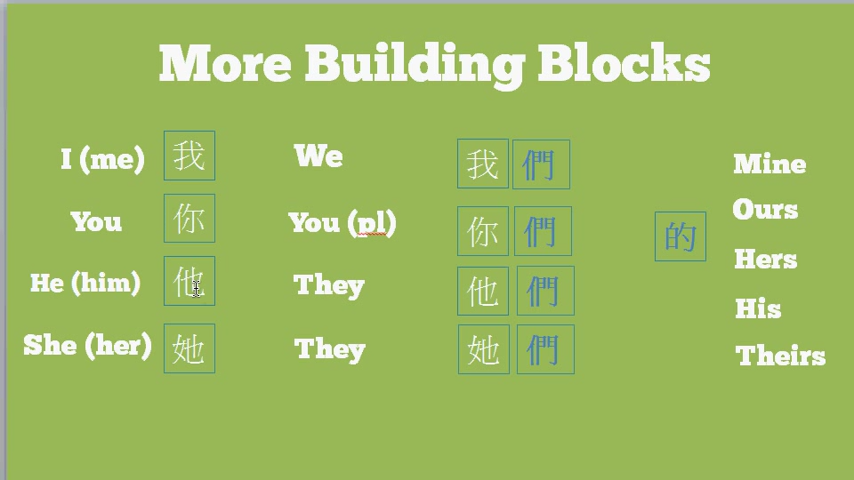 More Building Blocks
I (me) 我 We 我 們 Mine
You 你 You (pl) 你 們 的 Ours
He (him) 他 They 他 們 Hers
His
She (her) 她 They 她 們 Theirs